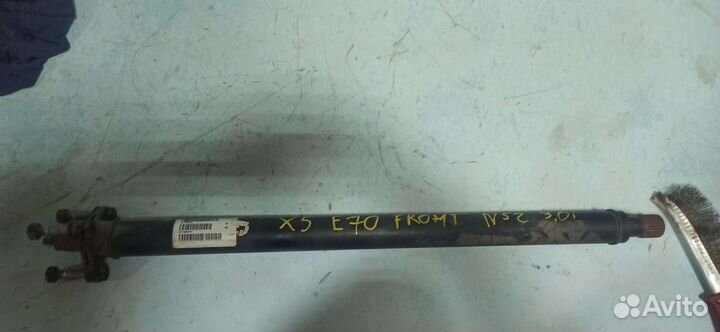 X5 E70 FRONT N52 3,0i
Avito